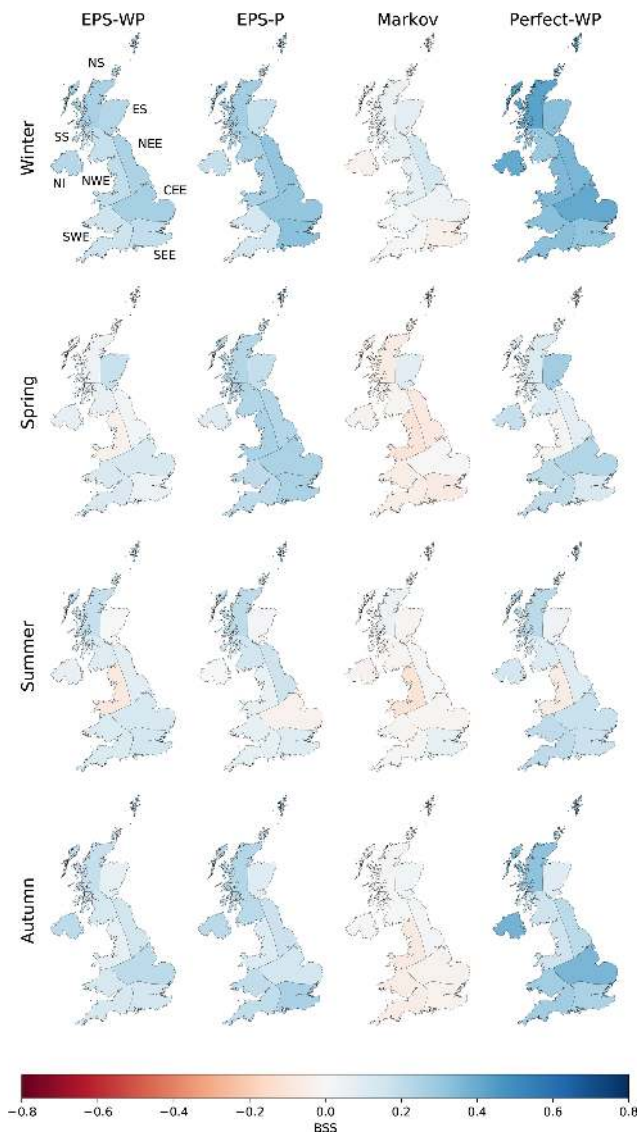 EPS-WP EPS-P Markov Perfect-WP
Winter
NS
ES
SS
NEE
NI
NWE
CEE
SWE
SEE
Spring
Summer
Autumn
−0.8 −0.6 −0.4 −0.2 0.0 0.2 0.4 0.6 0.8
BSS